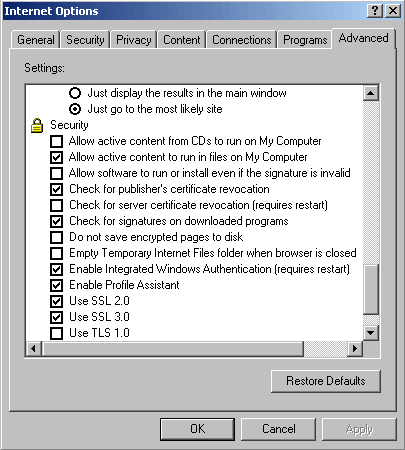 Internet Options
General Security Privacy Content Connections Programs Advanced
Settings:
Just display the results in the main window
Just go to the most likely site
Security
Allow active content from CDs to run on My Computer
Allow active content to run in files on My Computer
Allow software to run or install even if the signature is invalid
Check for publisher's certificate revocation
Check for server certificate revocation (requires restart)
Check for signatures on downloaded programs
Do not save encrypted pages to disk
Empty Temporary Internet Files folder when browser is closed
Enable Integrated Windows Authentication (requires restart)
Enable Profile Assistant
Use SSL 2.0
Use SSL 3.0
Use TLS 1.0
Restore Defaults
OK Cancel Apply